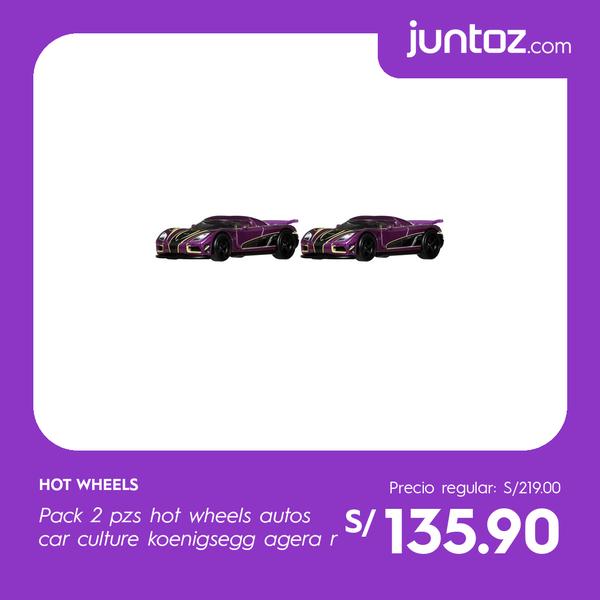 juntoz.com
HOT WHEELS
Pack 2 pzs hot wheels autos
car culture koenigsegg agera r
Precio regular: S/219.00
S/ 135.90